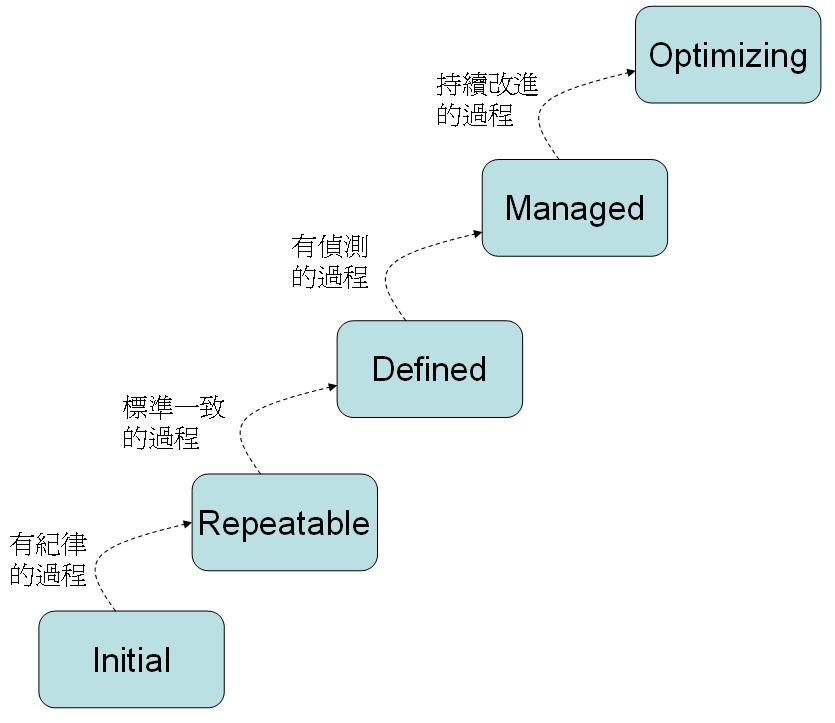 Optimizing
持續改進
的過程
Managed
有偵測
的過程
Defined
標準一致
的過程
Repeatable
有紀律
的過程
Initial